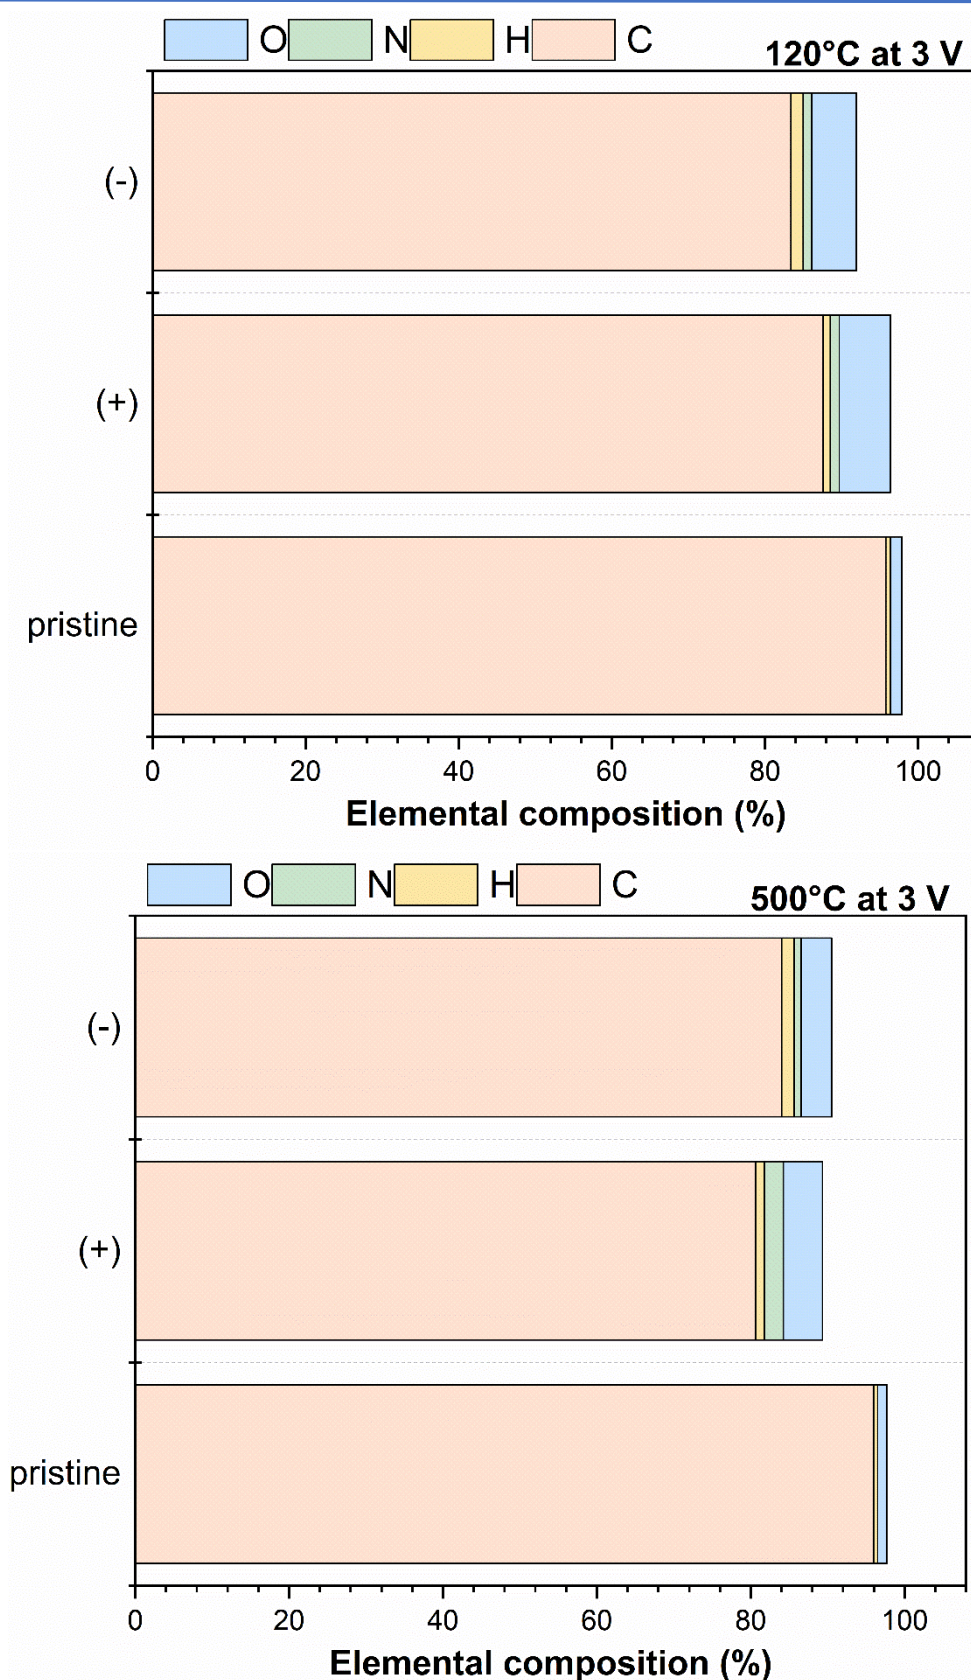 O N H C
120°C at 3 V
(-)
(+)
pristine
0 20 40 60 80 100
Elemental composition (%)
O N H C
500°C at 3 V
(-)
(+)
pristine
0 20 40 60 80 100
Elemental composition (%)